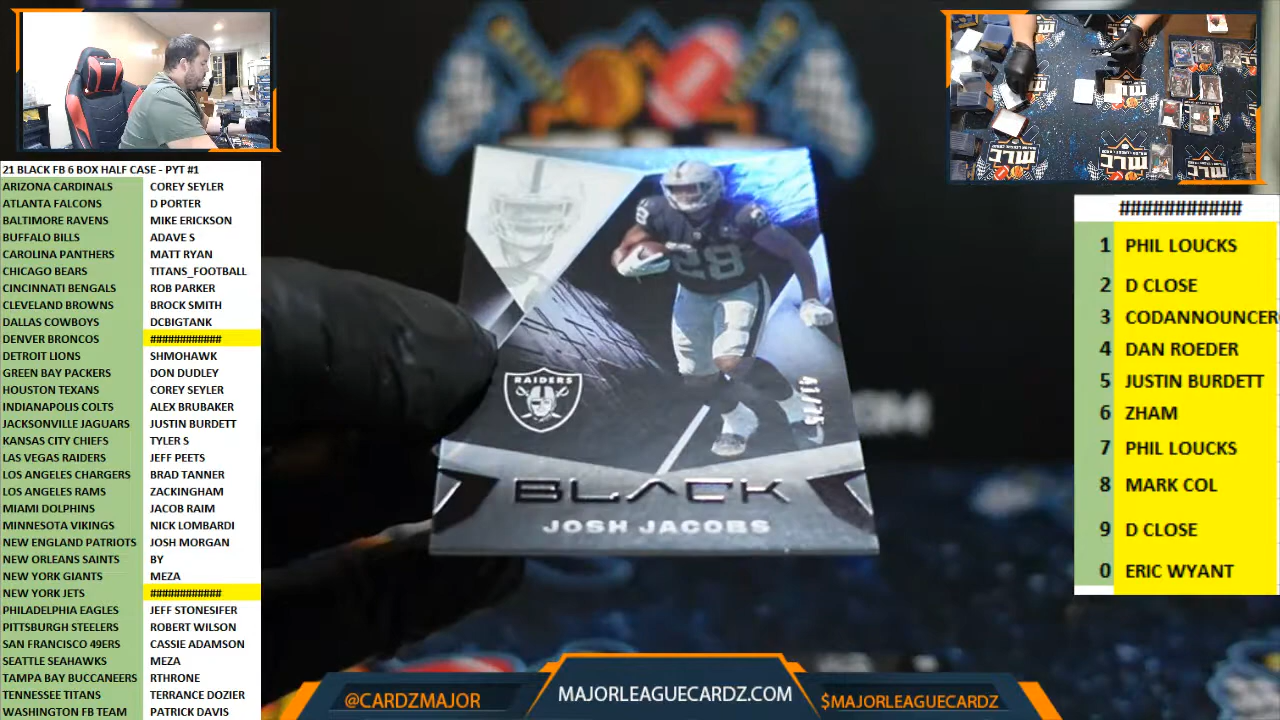 21 BLACK FB 6 BOX HALF CASE - PYT #1
ARIZONA CARDINALS COREY SEYLER
ATLANTA FALCONS D PORTER
BALTIMORE RAVENS MIKE ERICKSON
BUFFALO BILLS ADAVE S
CAROLINA PANTHERS MATT RYAN
CHICAGO BEARS TITANS_FOOTBALL
CINCINNATI BENGALS ROB PARKER
CLEVELAND BROWNS BROCK SMITH
DALLAS COWBOYS DCBIGTANK
DENVER BRONCOS ############
DETROIT LIONS SHMOHAWK
GREEN BAY PACKERS DON DUDLEY
HOUSTON TEXANS COREY SEYLER
INDIANAPOLIS COLTS ALEX BRUBAKER
JACKSONVILLE JAGUARS JUSTIN BURDETT
KANSAS CITY CHIEFS TYLER S
LAS VEGAS RAIDERS JEFF PEETS
LOS ANGELES CHARGERS BRAD TANNER
LOS ANGELES RAMS ZACKINGHAM
MIAMI DOLPHINS JACOB RAIM
MINNESOTA VIKINGS NICK LOMBARDI
NEW ENGLAND PATRIOTS JOSH MORGAN
NEW ORLEANS SAINTS BY
NEW YORK GIANTS MEZA
NEW YORK JETS ############
PHILADELPHIA EAGLES JEFF STONESIFER
PITTSBURGH STEELERS ROBERT WILSON
SAN FRANCISCO 49ERS CASSIE ADAMSON
SEATTLE SEAHAWKS MEZA
TAMPA BAY BUCCANEERS RTHRONE
TENNESSEE TITANS TERRANCE DOZIER
WASHINGTON FB TEAM PATRICK DAVIS
28
28
RAIDERS
41/75
BLACK
JOSH JACOBS
MLC
MLC
MLC
###########
1 PHIL LOUCKS
2 D CLOSE
3 CODANNOUNCER
4 DAN ROEDER
5 JUSTIN BURDETT
6 ZHAM
7 PHIL LOUCKS
8 MARK COL
9 D CLOSE
0 ERIC WYANT
@CARDZMAJOR
MAJORLEAGUECARDZ.COM
$MAJORLEAGUECARDZ